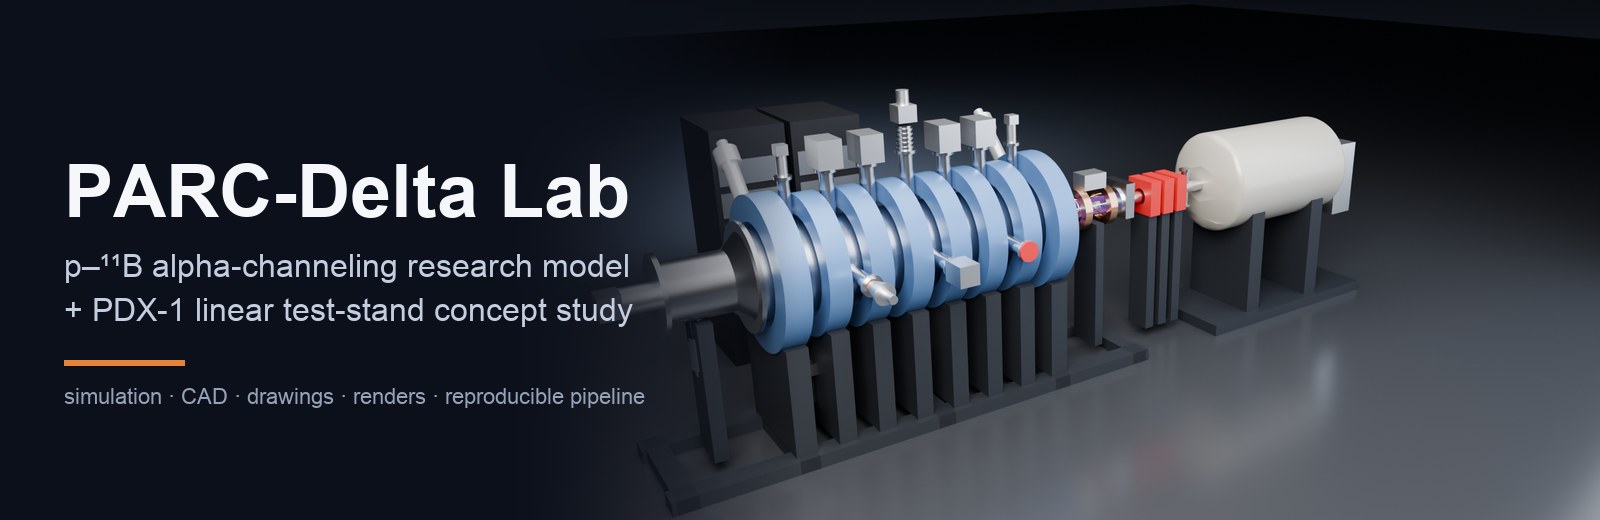 PARC-Delta Lab
p–¹¹B alpha-channeling research model
+ PDX-1 linear test-stand concept study
simulation · CAD · drawings · renders · reproducible pipeline